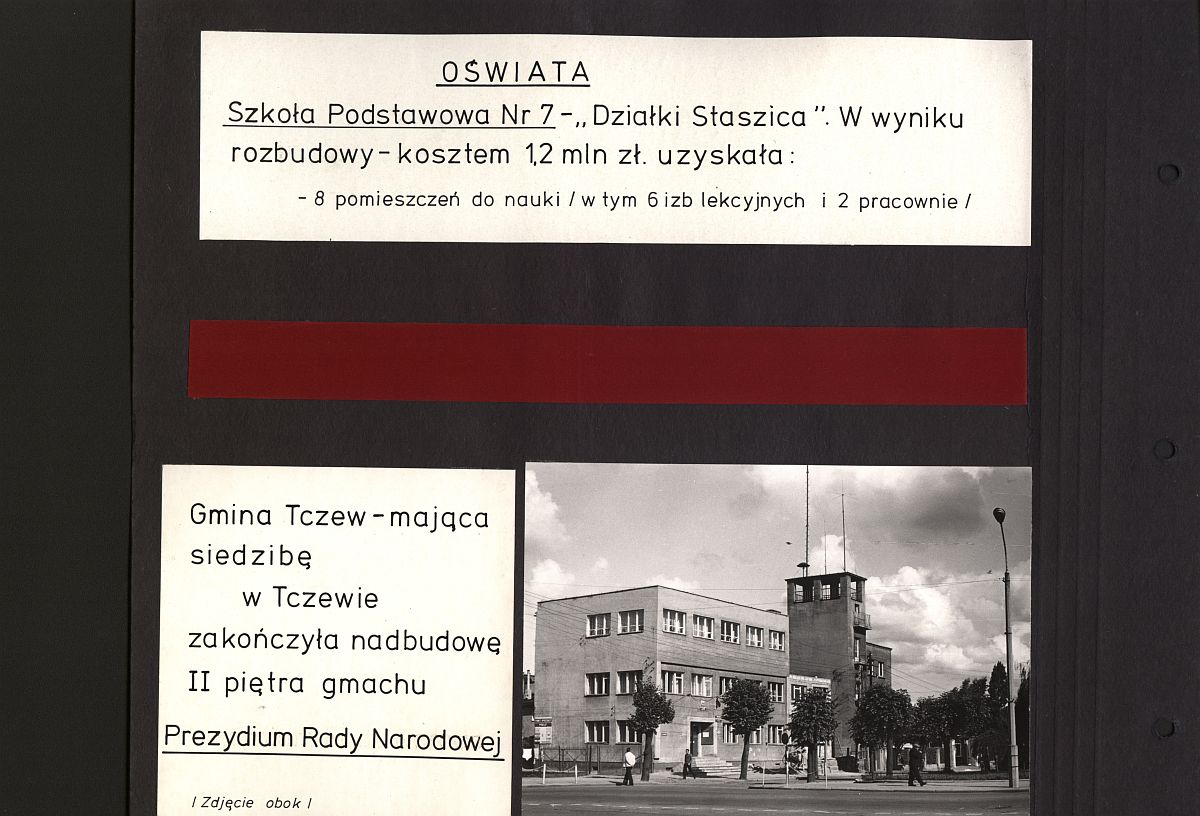 OŚWIATA
Szkoła Podstawowa Nr 7 - „Działki Staszica”. W wyniku
rozbudowy - kosztem 1,2 mln zł. uzyskała:
- 8 pomieszczeń do nauki / w tym 6 izb lekcyjnych i 2 pracownie /
Gmina Tczew - mająca
siedzibę
w Tczewie
zakończyła nadbudowę
II piętra gmachu
Prezydium Rady Narodowej
/ Zdjęcie obok /